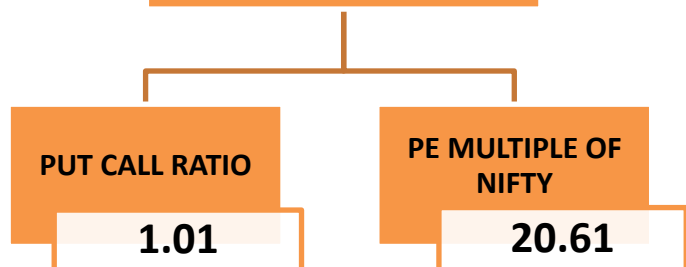 PUT CALL RATIO
1.01
PE MULTIPLE OF
NIFTY
20.61